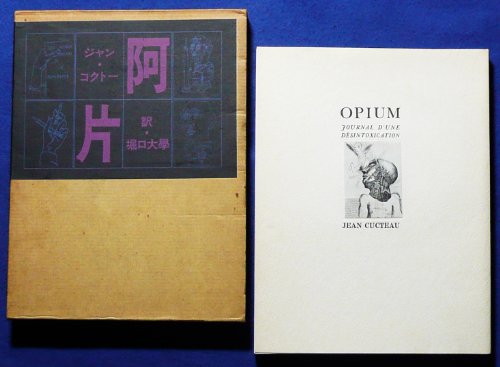 ジャン・
コクトー
阿
片
訳・
堀口大學
OPIUM
JOURNAL D'UNE
DÉSINTOXICATION
JEAN CUCTEAU